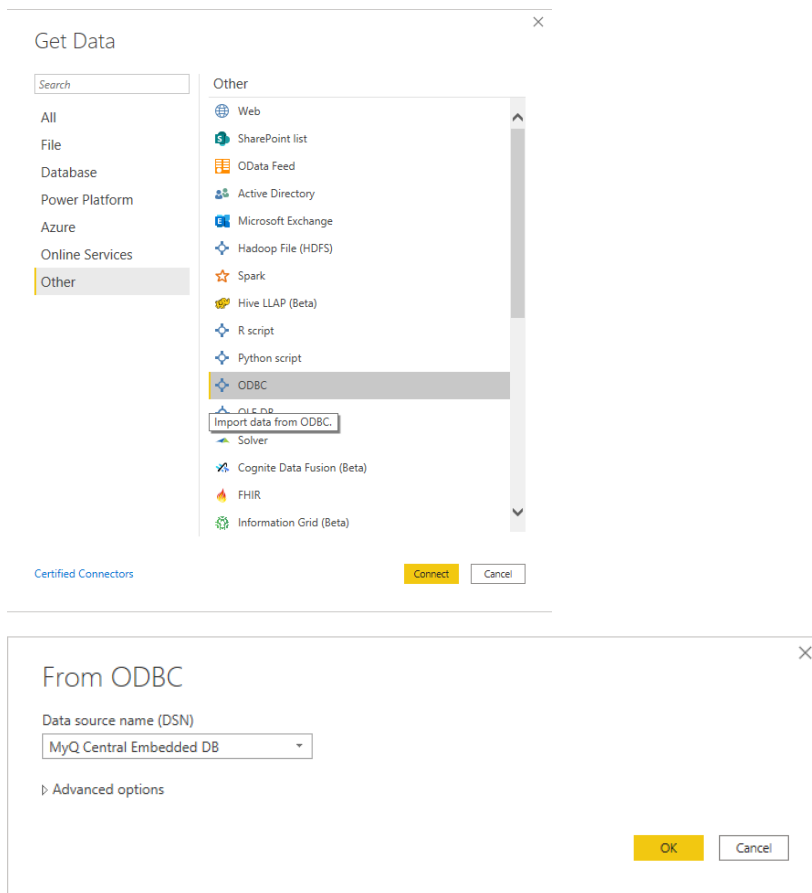 Get Data
Search
All
File
Database
Power Platform
Azure
Online Services
Other
Other
Web
SharePoint list
OData Feed
Active Directory
Microsoft Exchange
Hadoop File (HDFS)
Spark
Hive LLAP (Beta)
R script
Python script
ODBC
OLE DB
Import data from ODBC.
Solver
Cognite Data Fusion (Beta)
FHIR
Information Grid (Beta)
Certified Connectors
Connect
Cancel
From ODBC
Data source name (DSN)
MyQ Central Embedded DB
Advanced options
OK
Cancel